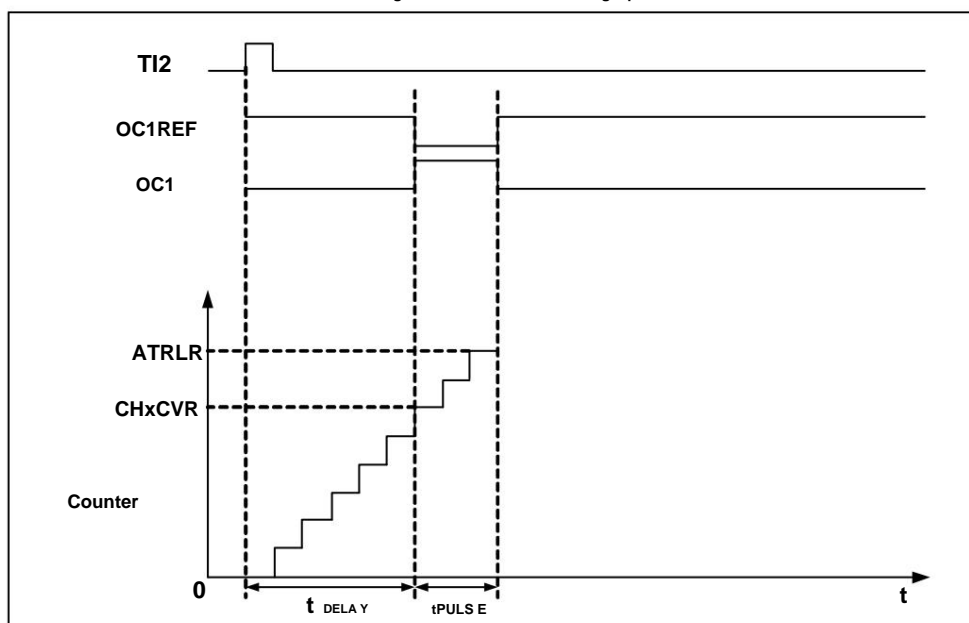 TI2
OC1REF
OC1
ATRLR
CHxCVR
Counter
0
t DELA Y
tPULS E
t